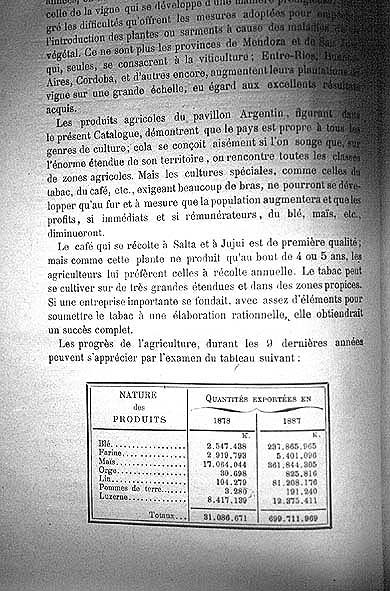 celle de la vigne qui se développe d'une manière
gré les difficultés qu'offrent les mesures adoptées pour
l'introduction des plantes ou sarments à cause des maladies
végétal. Ce ne sont plus les provinces de Mendoza et de San
qui, seules, se consacrent à la viticulture; Entre-Rios,
Aires, Cordoba, et d'autres encore, augmentent leurs plantations de
vigne sur une grande échelle, eu égard aux excellents résultats
acquis.
Les produits agricoles du pavillon Argentin, figurant dans
le présent Catalogue, démontrent que le pays est propre à tous les
genres de culture; cela se conçoit aisément si l'on songe que, sur
l'énorme étendue de son territoire, on rencontre toutes les classes
de zones agricoles. Mais les cultures spéciales, comme celles du
tabac, du café, etc., exigeant beaucoup de bras, ne pourront se déve-
lopper qu'au fur et à mesure que la population augmentera et que les
profits, si immédiats et si rémunérateurs, du blé, maïs, etc.,
diminueront.
Le café qui se récolte à Salta et à Jujui est de première qualité;
mais comme cette plante ne produit qu'au bout de 4 ou 5 ans, les
agriculteurs lui préfèrent celles à récolte annuelle. Le tabac peut
se cultiver sur de très grandes étendues et dans des zones propices.
Si une entreprise importante se fondait, avec assez d'éléments pour
soumettre le tabac à une élaboration rationnelle, elle obtiendrait
un succès complet.
Les progrès de l'agriculture, durant les 9 dernières années
peuvent s'apprécier par l'examen du tableau suivant :
NATURE des PRODUITS
QUANTITÉS EXPORTÉES EN
1878 1887
K. K.
Blé 2.547.438 237.865.965
Farine 2 919.793 5.401.096
Maïs 17.064.044 361.844.305
Orge 30.698 825.816
Lin 104.279 81.208.176
Pommes de terre 3.280 191.240
Luzerne 8.417.139 12.375.411
Totaux 31.086.671 699.711.969